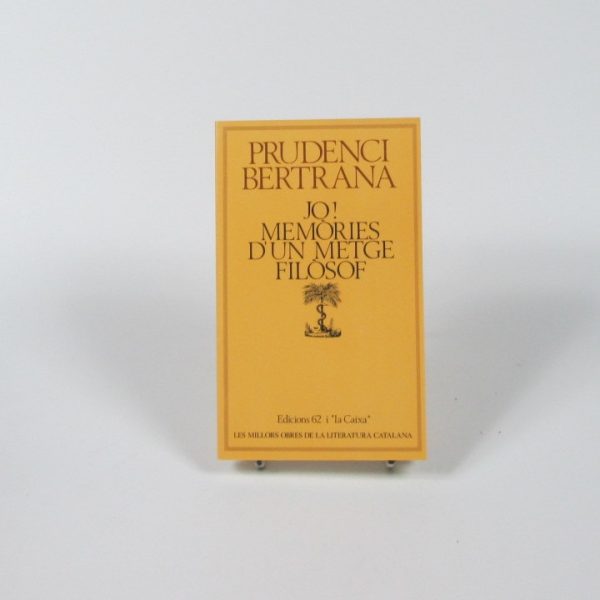 PRUDENCI
BERTRANA
JO!
MEMÒRIES
D'UN METGE
FILÒSOF
Edicions 62 i "la Caixa"
LES MILLORS OBRES DE LA LITERATURA CATALANA